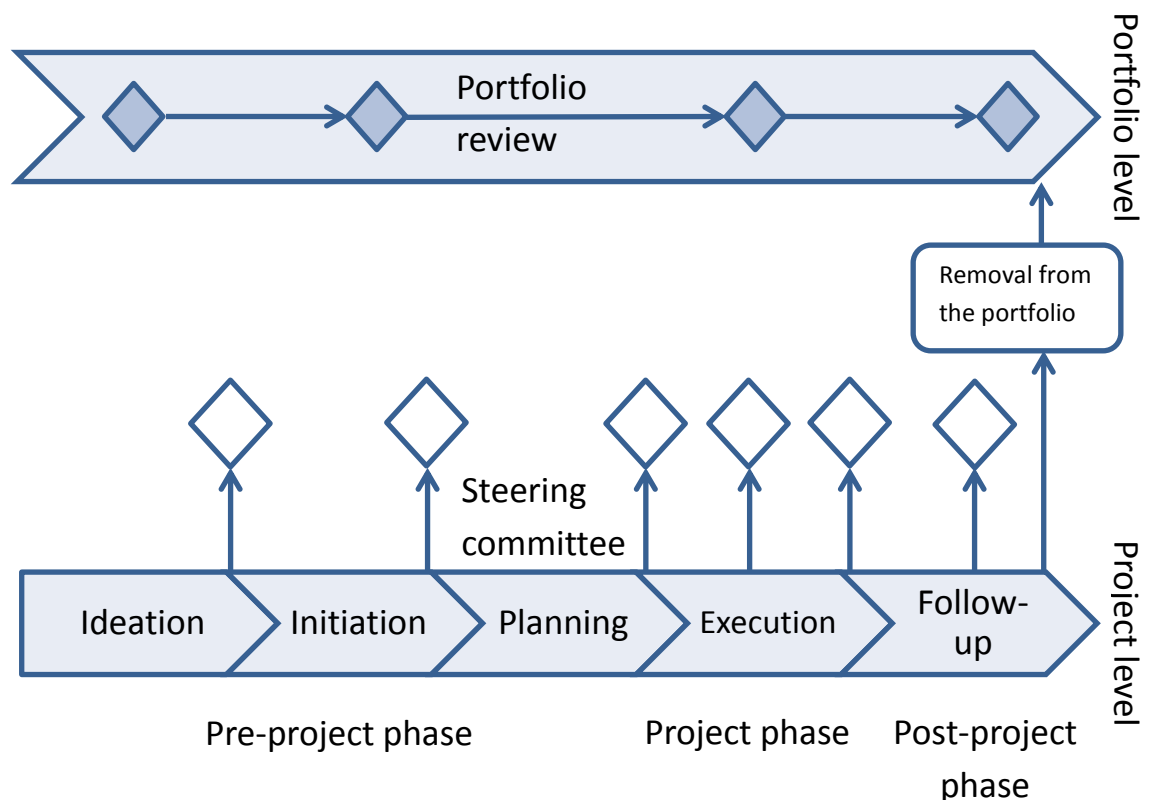 Portfolio
review
Portfolio level
Removal from
the portfolio
Steering
committee
Ideation
Initiation
Planning
Execution
Follow-
up
Project level
Pre-project phase
Project phase
Post-project
phase